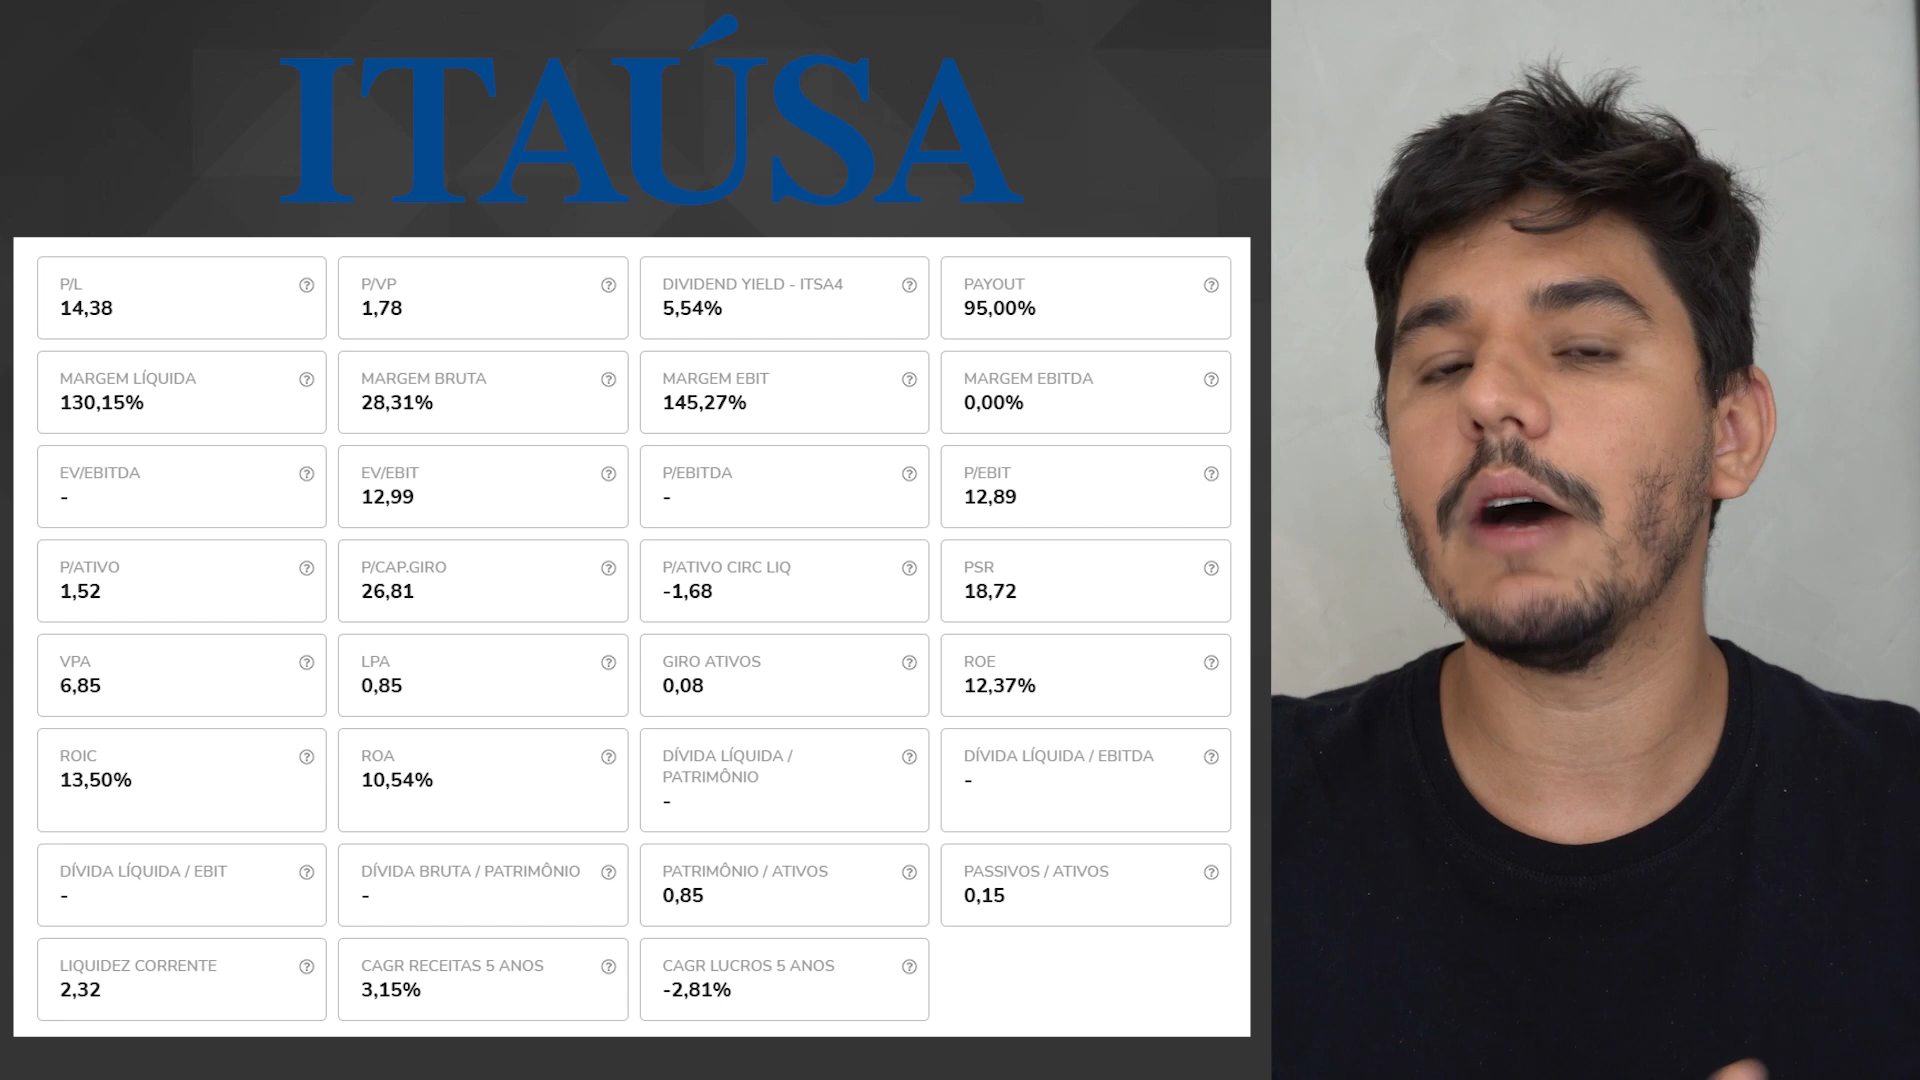 ITAÚSA
P/L
14,38
P/VP
1,78
DIVIDEND YIELD - ITSA4
5,54%
PAYOUT
95,00%
MARGEM LÍQUIDA
130,15%
MARGEM BRUTA
28,31%
MARGEM EBIT
145,27%
MARGEM EBITDA
0,00%
EV/EBITDA
-
EV/EBIT
12,99
P/EBITDA
-
P/EBIT
12,89
P/ATIVO
1,52
P/CAP.GIRO
26,81
P/ATIVO CIRC LIQ
-1,68
PSR
18,72
VPA
6,85
LPA
0,85
GIRO ATIVOS
0,08
ROE
12,37%
ROIC
13,50%
ROA
10,54%
DÍVIDA LÍQUIDA /
PATRIMÔNIO
-
DÍVIDA LÍQUIDA / EBITDA
-
DÍVIDA LÍQUIDA / EBIT
-
DÍVIDA BRUTA / PATRIMÔNIO
-
PATRIMÔNIO / ATIVOS
0,85
PASSIVOS / ATIVOS
0,15
LIQUIDEZ CORRENTE
2,32
CAGR RECEITAS 5 ANOS
3,15%
CAGR LUCROS 5 ANOS
-2,81%